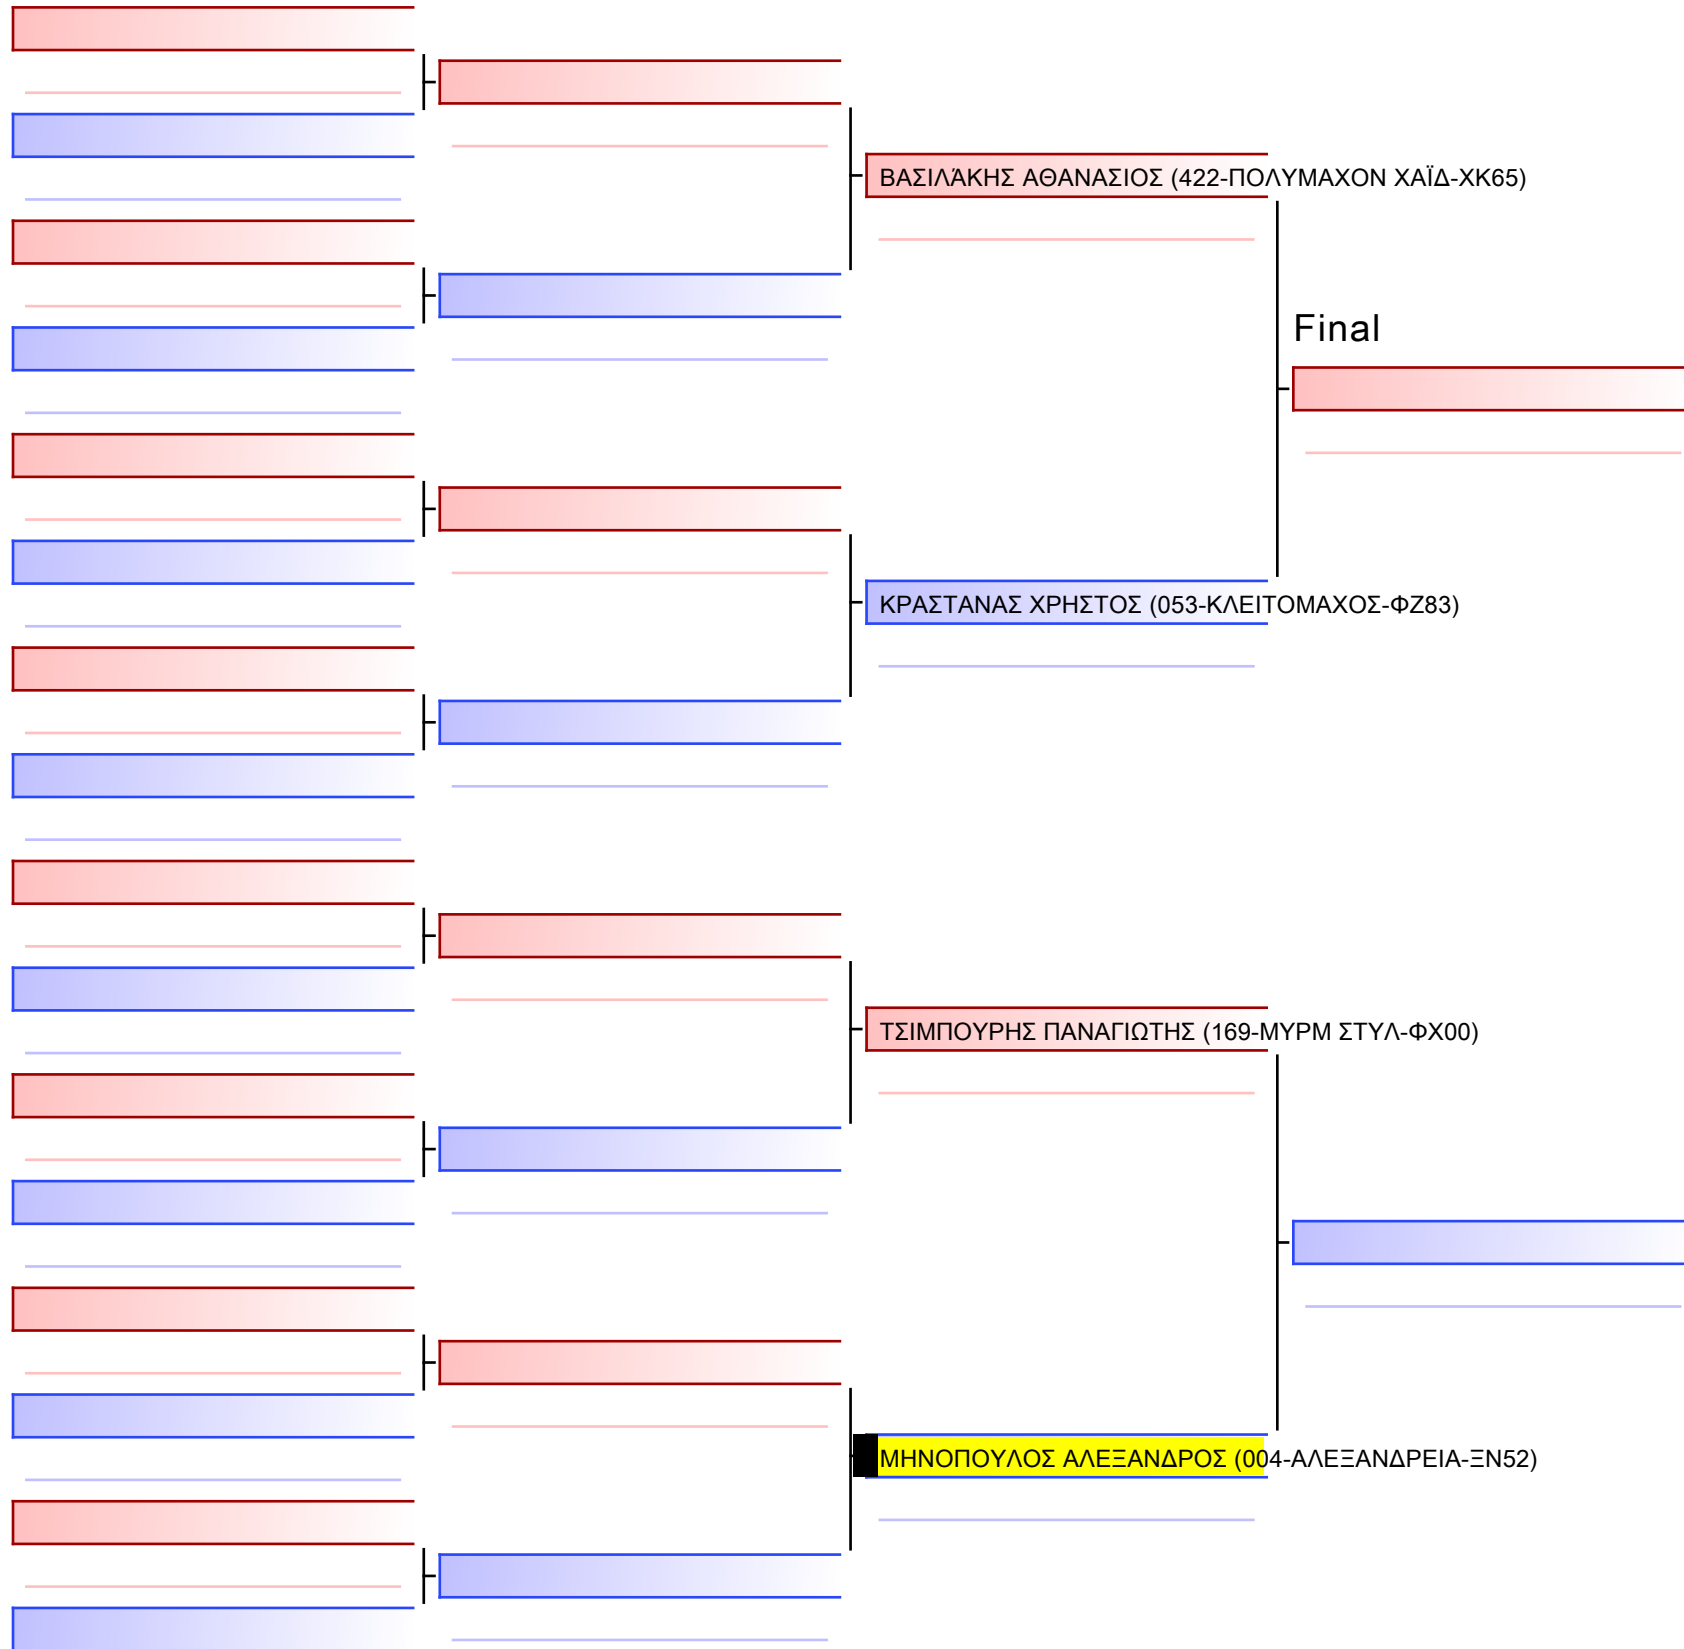 ΒΑΣΙΛΆΚΗΣ ΑΘΑΝΑΣΙΟΣ (422-ΠΟΛΥΜΑΧΟΝ ΧΑΪΔ-ΧΚ65)
Final
ΚΡΑΣΤΑΝΑΣ ΧΡΗΣΤΟΣ (053-ΚΛΕΙΤΟΜΑΧΟΣ-ΦΖ83)
ΤΣΙΜΠΟΥΡΗΣ ΠΑΝΑΓΙΩΤΗΣ (169-ΜΥΡΜ ΣΤΥΛ-ΦΧ00)
ΜΗΝΟΠΟΥΛΟΣ ΑΛΕΞΑΝΔΡΟΣ (004-ΑΛΕΞΑΝΔΡΕΙΑ-ΞΝ52)